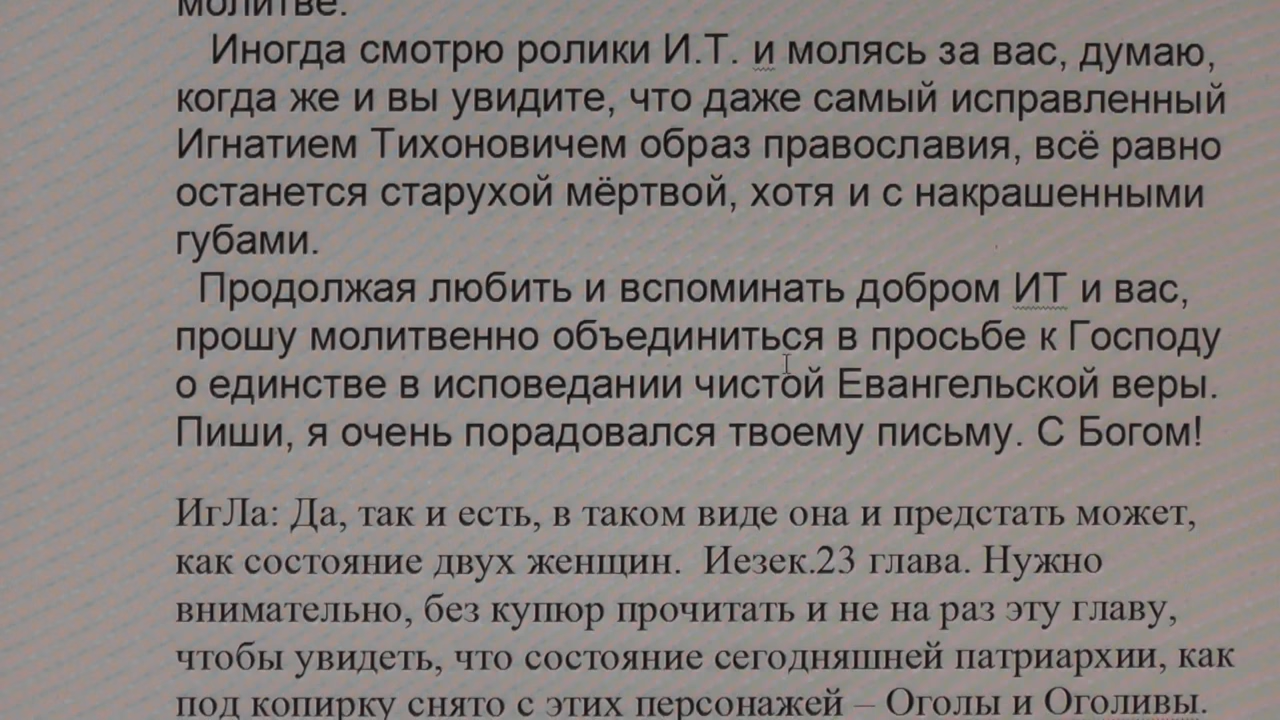 молитве.
Иногда смотрю ролики И.Т. и молясь за вас, думаю,
когда же и вы увидите, что даже самый исправленный
Игнатием Тихоновичем образ православия, всё равно
останется старухой мёртвой, хотя и с накрашенными
губами.
Продолжая любить и вспоминать добром ИТ и вас,
прошу молитвенно объединиться в просьбе к Господу
о единстве в исповедании чистой Евангельской веры.
Пиши, я очень порадовался твоему письму. С Богом!
ИгЛа: Да, так и есть, в таком виде она и предстать может,
как состояние двух женщин. Иезек.23 глава. Нужно
внимательно, без купюр прочитать и не на раз эту главу,
чтобы увидеть, что состояние сегодняшней патриархии, как
под копирку снято с этих персонажей – Оголы и Оголивы.